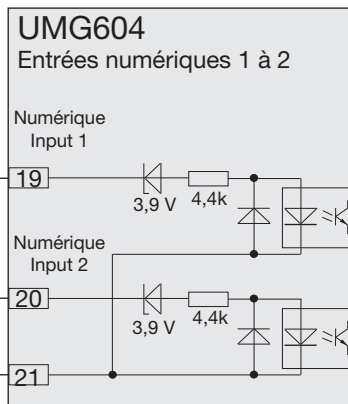 UMG604
Entrées numériques 1 à 2
Numérique
Input 1
19
3,9 V
4,4k
Numérique
Input 2
20
3,9 V
4,4k
21